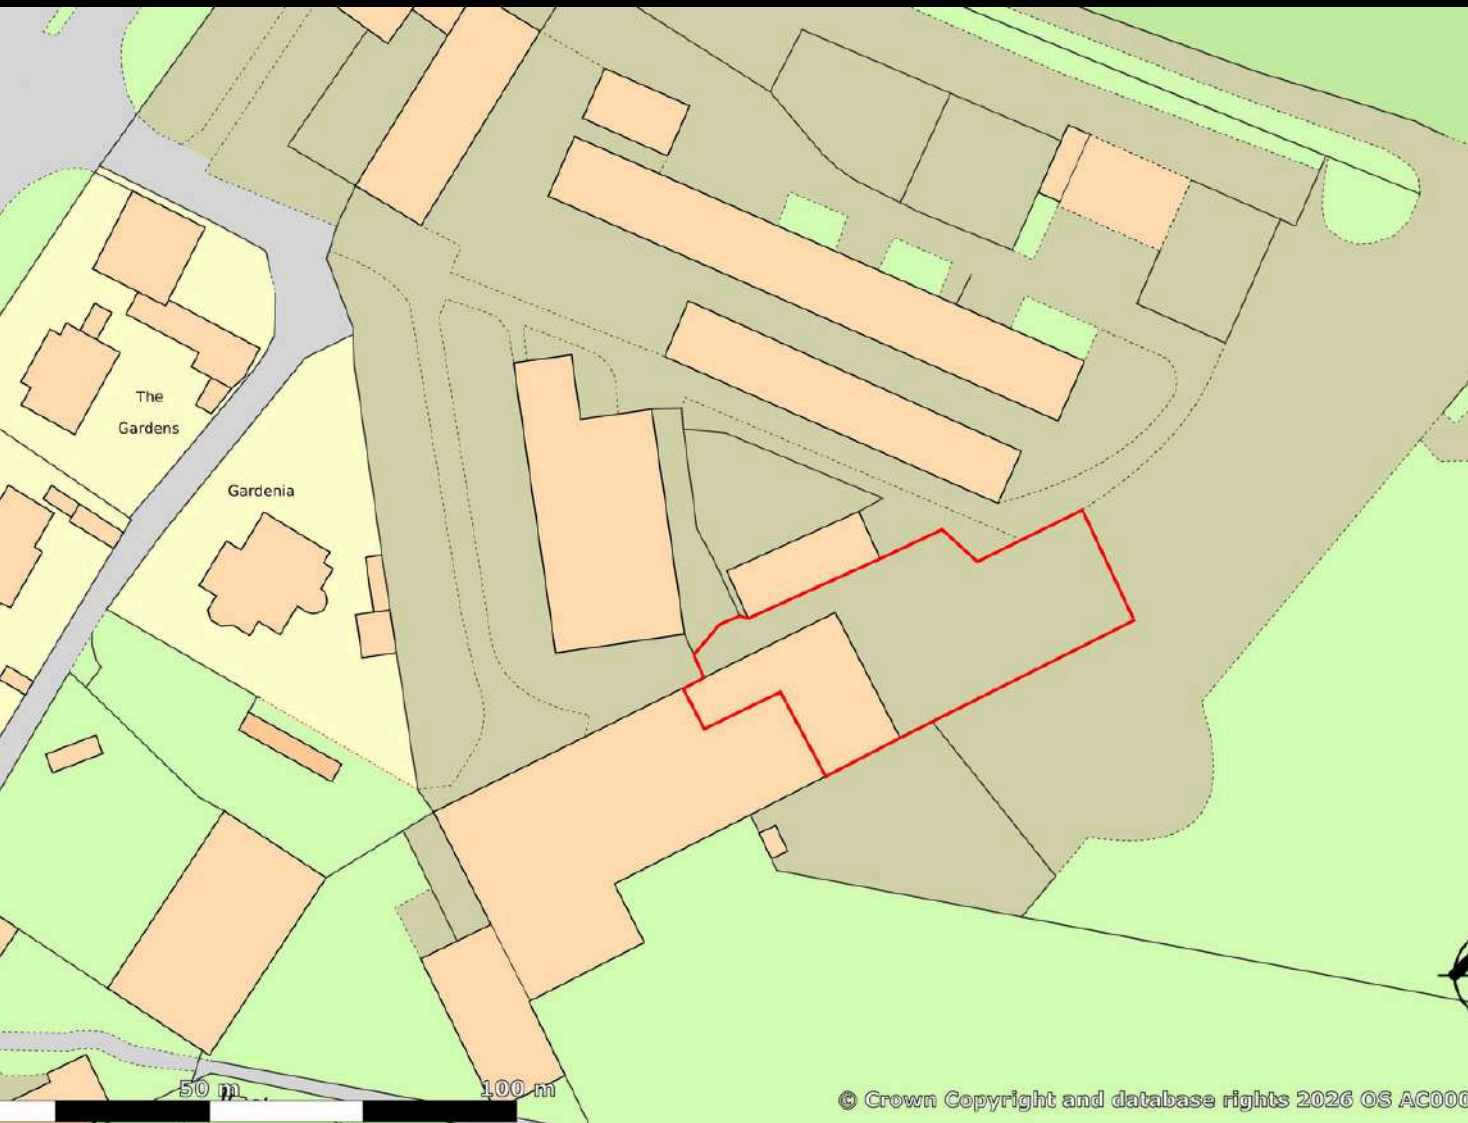 The
Gardens
Gardenia
50 m
100 m
© Crown Copyright and database rights 2026 OS AC000